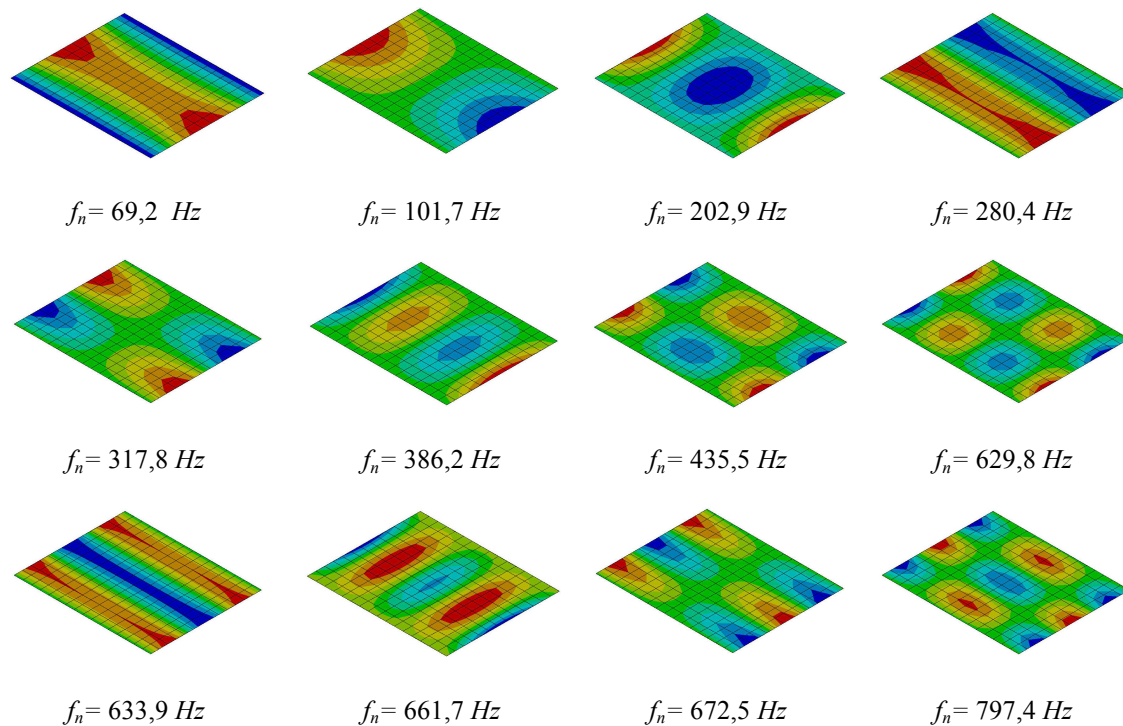 fn= 69,2 Hz
fn= 101,7 Hz
fn= 202,9 Hz
fn= 280,4 Hz
fn= 317,8 Hz
fn= 386,2 Hz
fn= 435,5 Hz
fn= 629,8 Hz
fn= 633,9 Hz
fn= 661,7 Hz
fn= 672,5 Hz
fn= 797,4 Hz